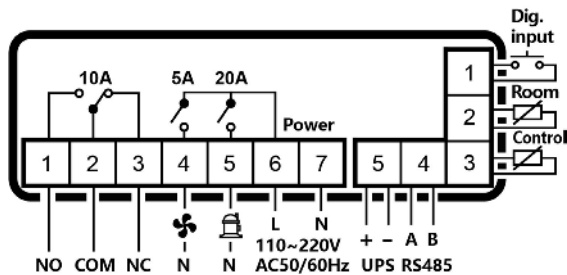 Dig.
input
10A
5A 20A
1
Room
Power
2
Control
1 2 3 4 5 6 7
5 4 3
L N
+ − A B
110~220V
NO COM NC N N AC50/60Hz UPS RS485